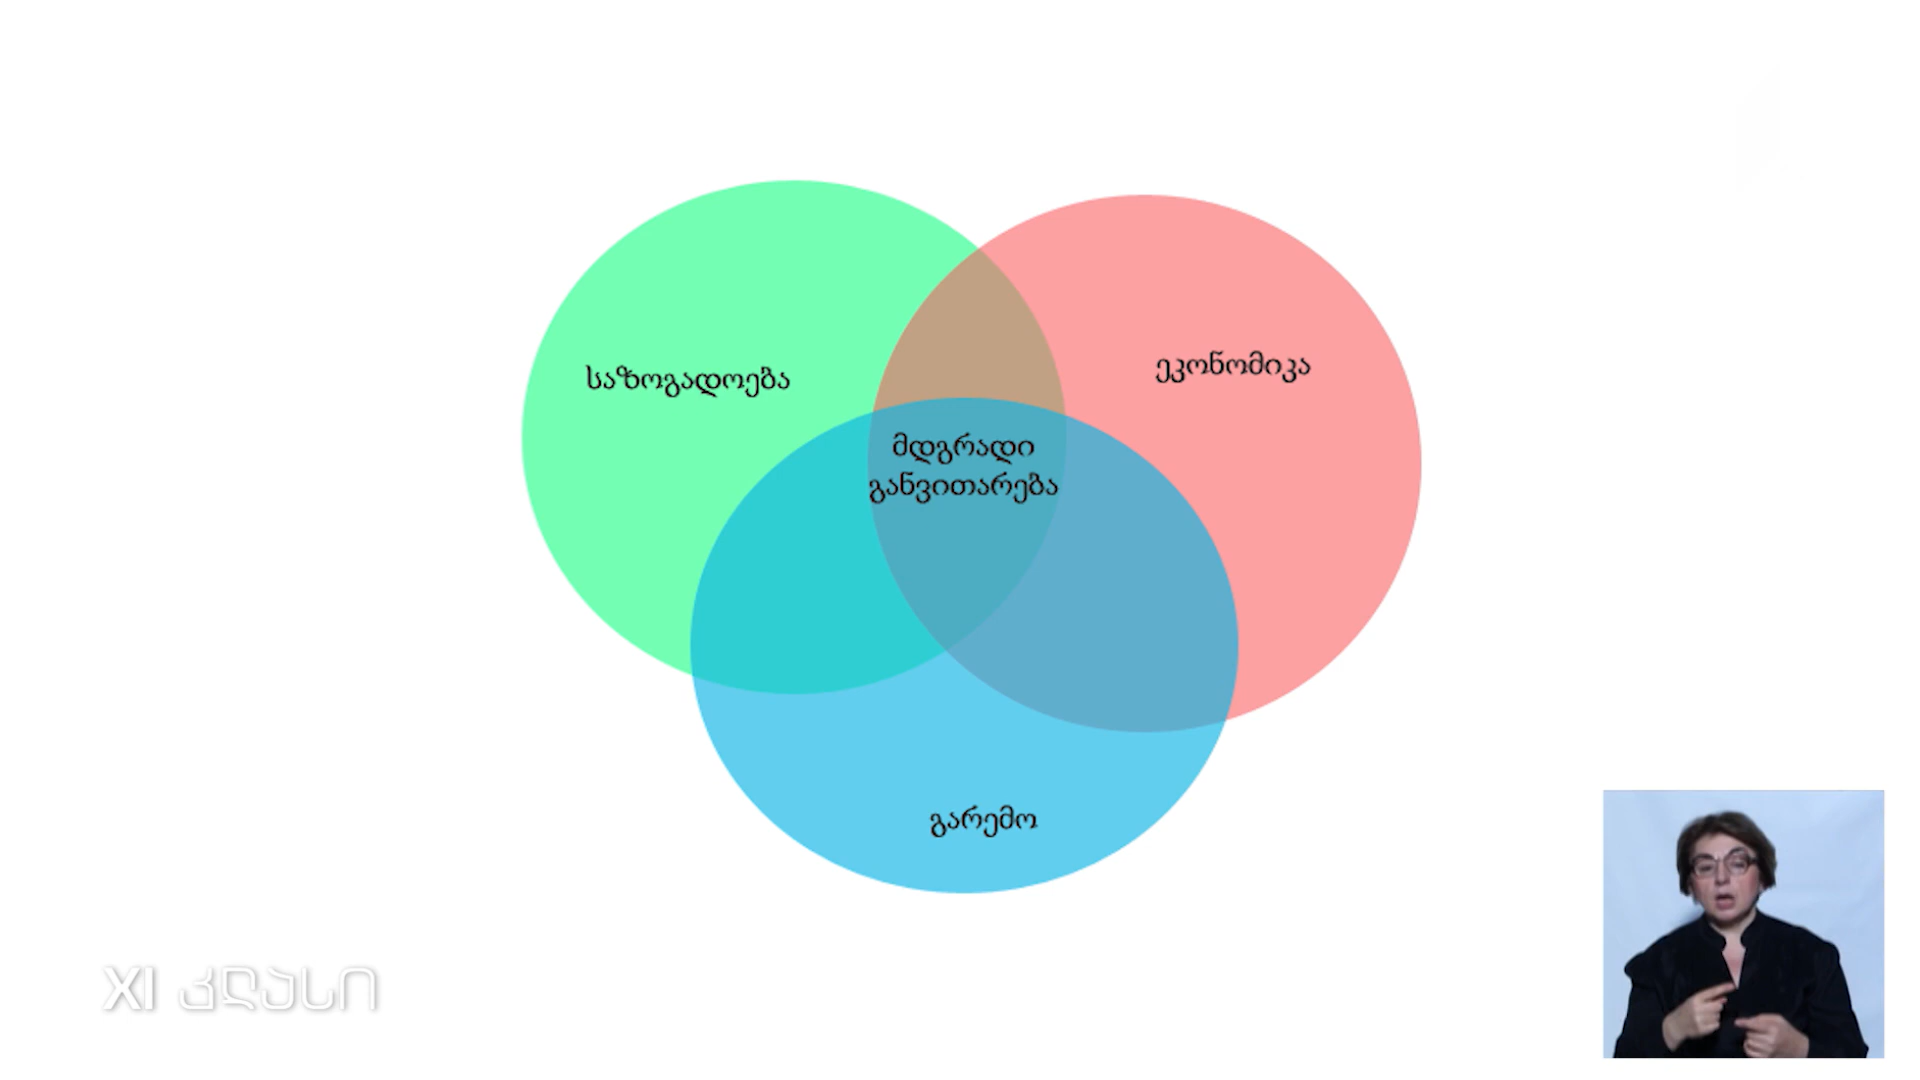 საზოგადოება
ეკონომიკა
მდგრადი
განვითარება
გარემო
XI კლასი